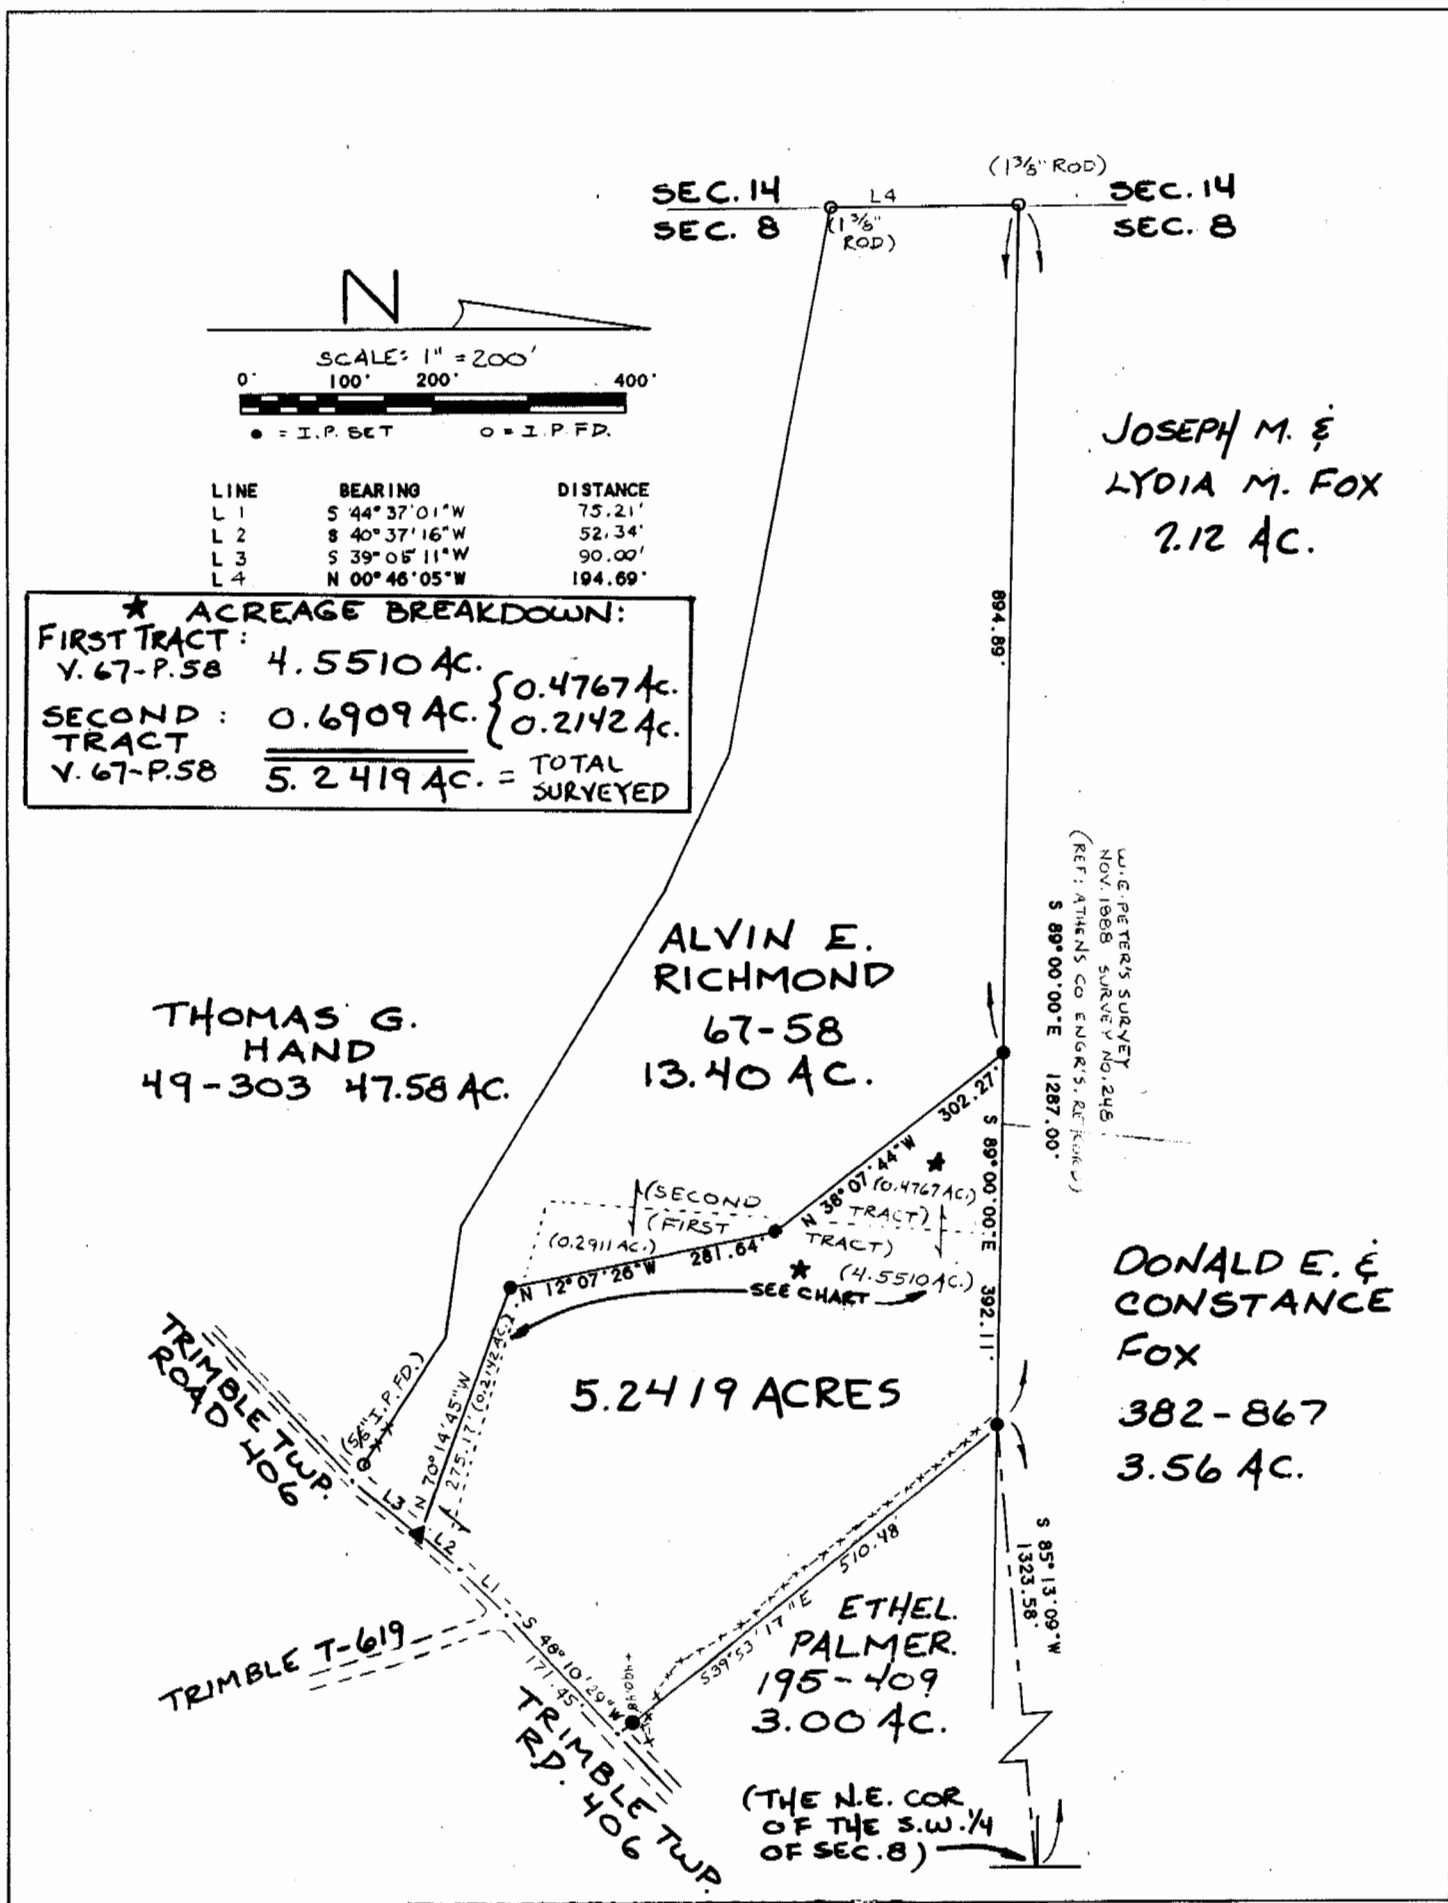 (1 3/8" ROD)
SEC. 14
L4
SEC. 14
SEC. 8
(1 3/8"
ROD)
SEC. 8
N
SCALE: 1" = 200'
0' 100' 200' 400'
● = I.P. SET O = I.P. FD.
LINE BEARING DISTANCE
L 1 S 44° 37' 01" W 75.21'
L 2 S 40° 37' 16" W 52.34'
L 3 S 39° 05' 11" W 90.00'
L 4 N 00° 46' 05" W 194.69'
★ ACREAGE BREAKDOWN:
FIRST TRACT :
V. 67-P.58 4.5510 AC.
SECOND : 0.6909 AC. { 0.4767 AC.
TRACT 0.2142 AC.
V. 67-P.58 5.2419 AC. = TOTAL
SURVEYED
JOSEPH M. &
LYDIA M. FOX
2.12 AC.
894.89'
W.E. PETER'S SURVEY
NOV. 1888 SURVEY NO. 248
(REF: ATHENS CO ENGR'S.
S 89° 00' 00" E 1287.00'
ALVIN E.
RICHMOND
67-58
13.40 AC.
THOMAS G.
HAND
49-303 47.58 AC.
302.27'
N 38° 07' 44" W
S 89° 00' 00" E 392.11'
★
(0.4767 AC.)
(SECOND
TRACT)
(FIRST
TRACT)
(0.2911 AC.)
N 12° 07' 26" W 281.64'
★ (4.5510 AC.)
SEE CHART
DONALD E. &
CONSTANCE
FOX
382-867
3.56 AC.
5.2419 ACRES
N 70° 14' 45" W
275.17' (0.2142 AC.)
(5/8" I.P. FD.)
TRIMBLE TWP.
ROAD 406
L3
L2
L1
S 48° 10' 29" W
171.45'
TRIMBLE T-619
510.48'
S39° 53' 17" E
S 85° 13' 09" W
1323.58'
ETHEL
PALMER
195-409
3.00 AC.
TRIMBLE TWP.
RD. 406
(THE N.E. COR
OF THE S.W. 1/4
OF SEC. 8)